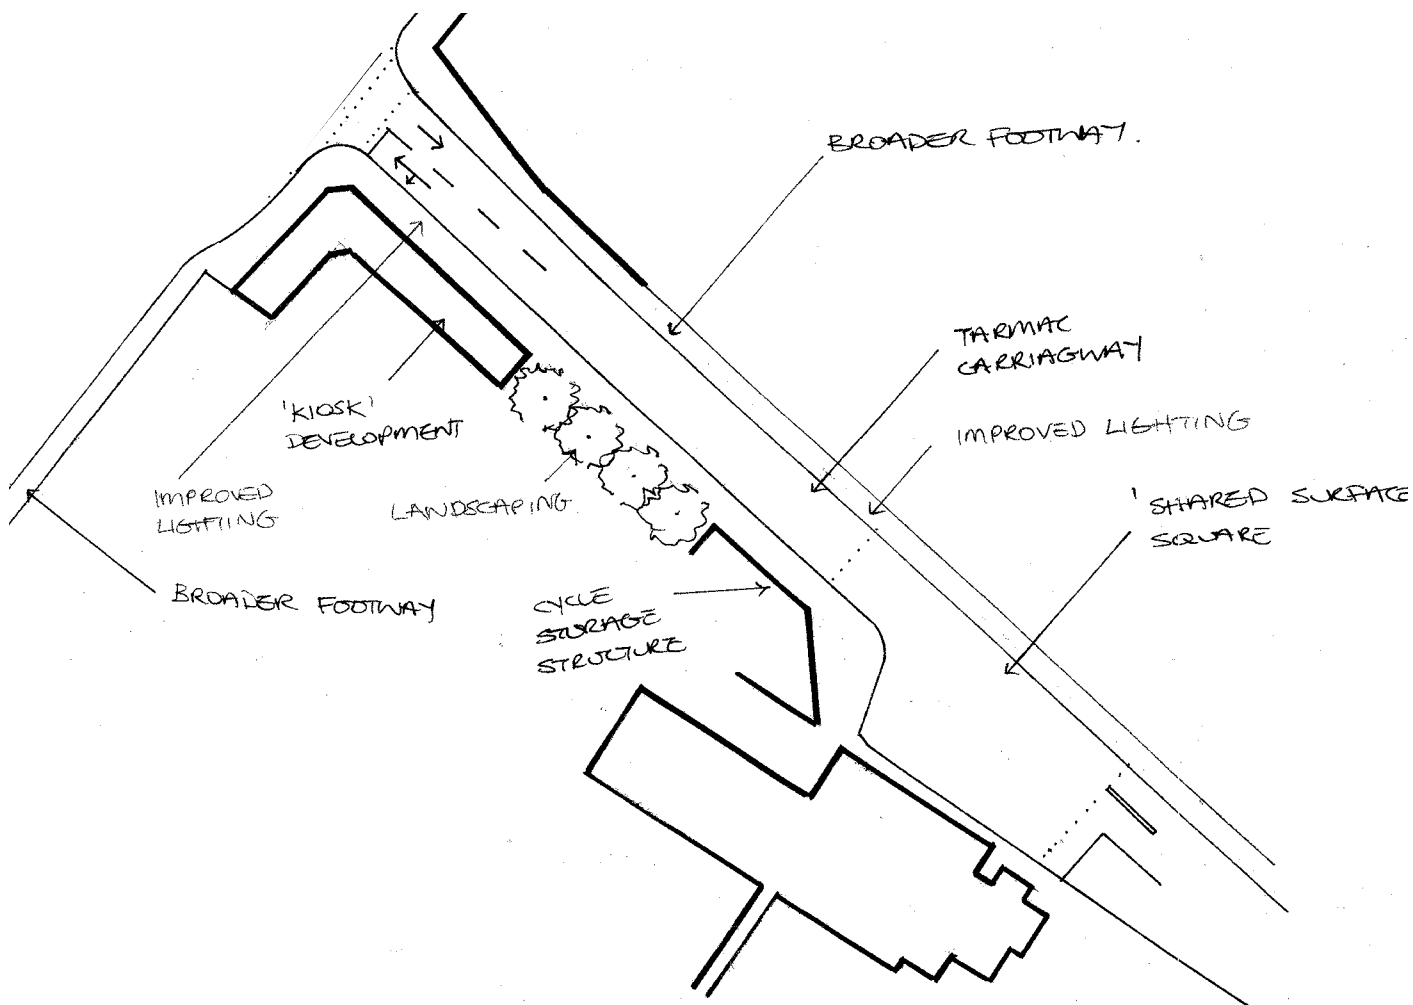 BROADER FOOTWAY.
TARMAC
CARRIAGWAY
'KIOSK'
DEVELOPMENT
IMPROVED LIGHTING
IMPROVED
LIGHTING
LANDSCAPING
'SHARED SURFACE
SQUARE
BROADER FOOTWAY
CYCLE
STORAGE
STRUCTURE